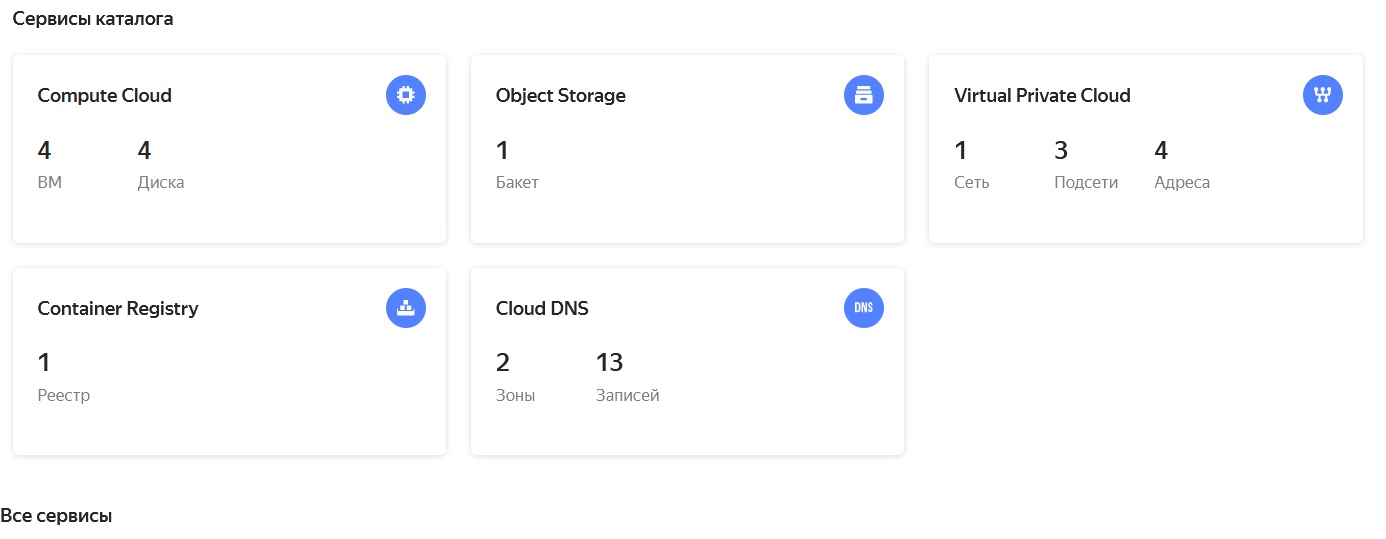 Сервисы каталога
Compute Cloud
4 4
ВМ Диска
Object Storage
1
Бакет
Virtual Private Cloud
1 3 4
Сеть Подсети Адреса
Container Registry
1
Реестр
Cloud DNS
DNS
2 13
Зоны Записей
Все сервисы